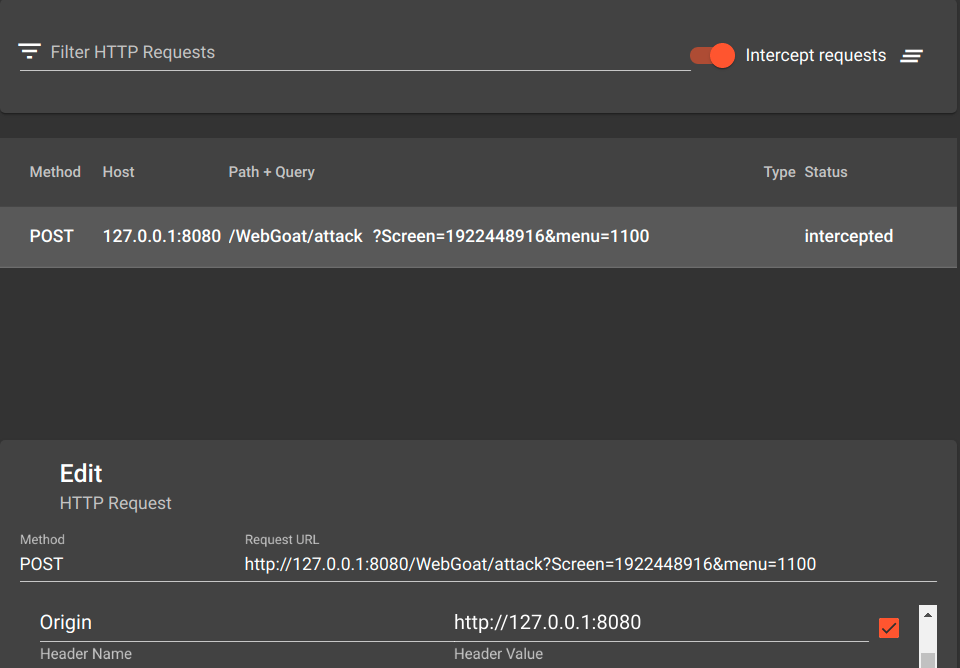 Filter HTTP Requests
Intercept requests
Method Host Path + Query Type Status
POST 127.0.0.1:8080 /WebGoat/attack ?Screen=1922448916&menu=1100 intercepted
Edit
HTTP Request
Method Request URL
POST http://127.0.0.1:8080/WebGoat/attack?Screen=1922448916&menu=1100
Origin http://127.0.0.1:8080
Header Name Header Value